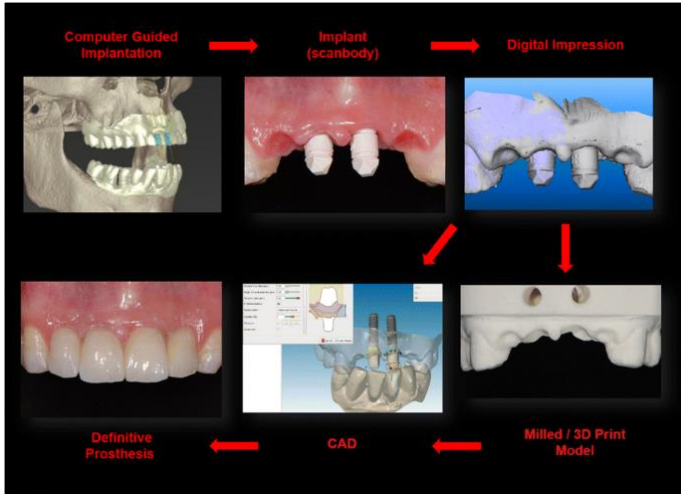 Computer Guided
Implantation
Implant
(scanbody)
Digital Impression
Definitive
Prosthesis
CAD
Milled / 3D Print
Model